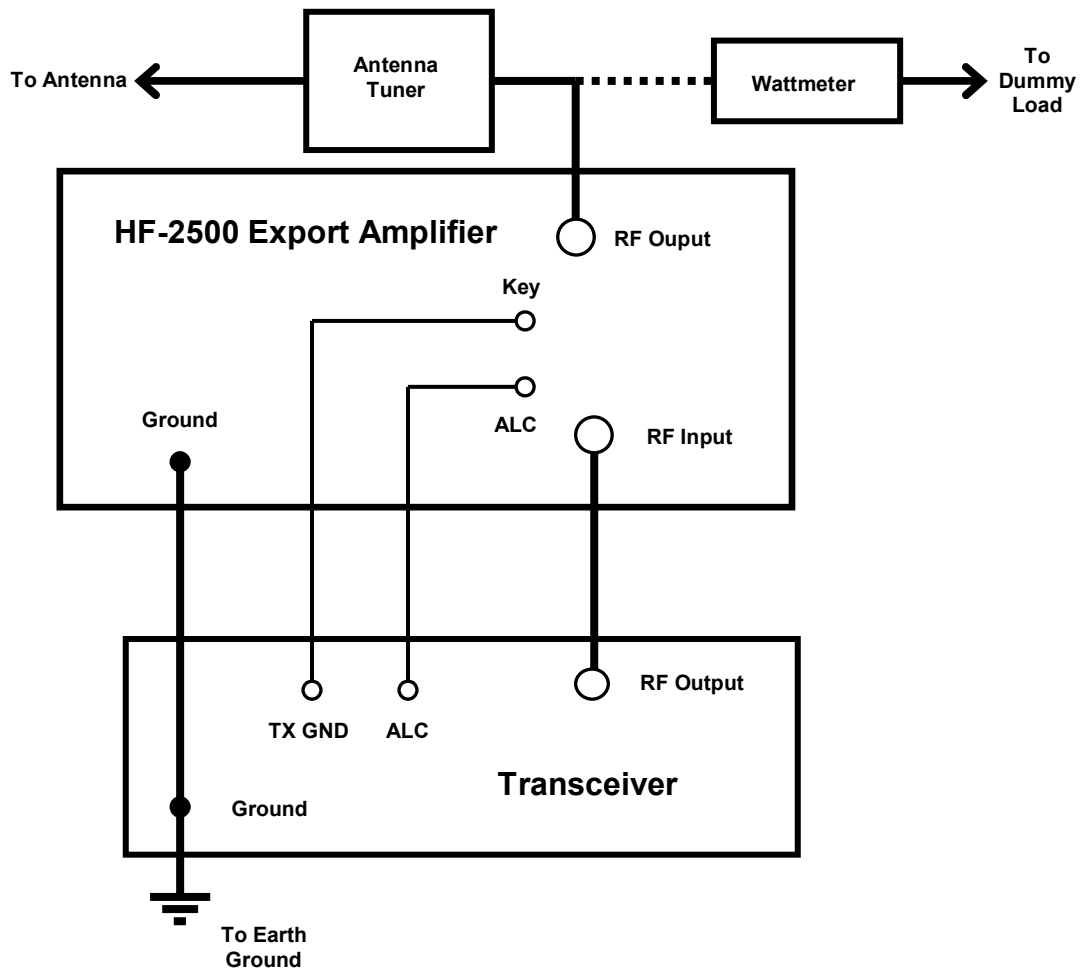 To Antenna
Antenna
Tuner
Wattmeter
To
Dummy
Load
HF-2500 Export Amplifier
RF Ouput
Key
ALC
Ground
RF Input
TX GND
ALC
RF Output
Transceiver
Ground
To Earth
Ground